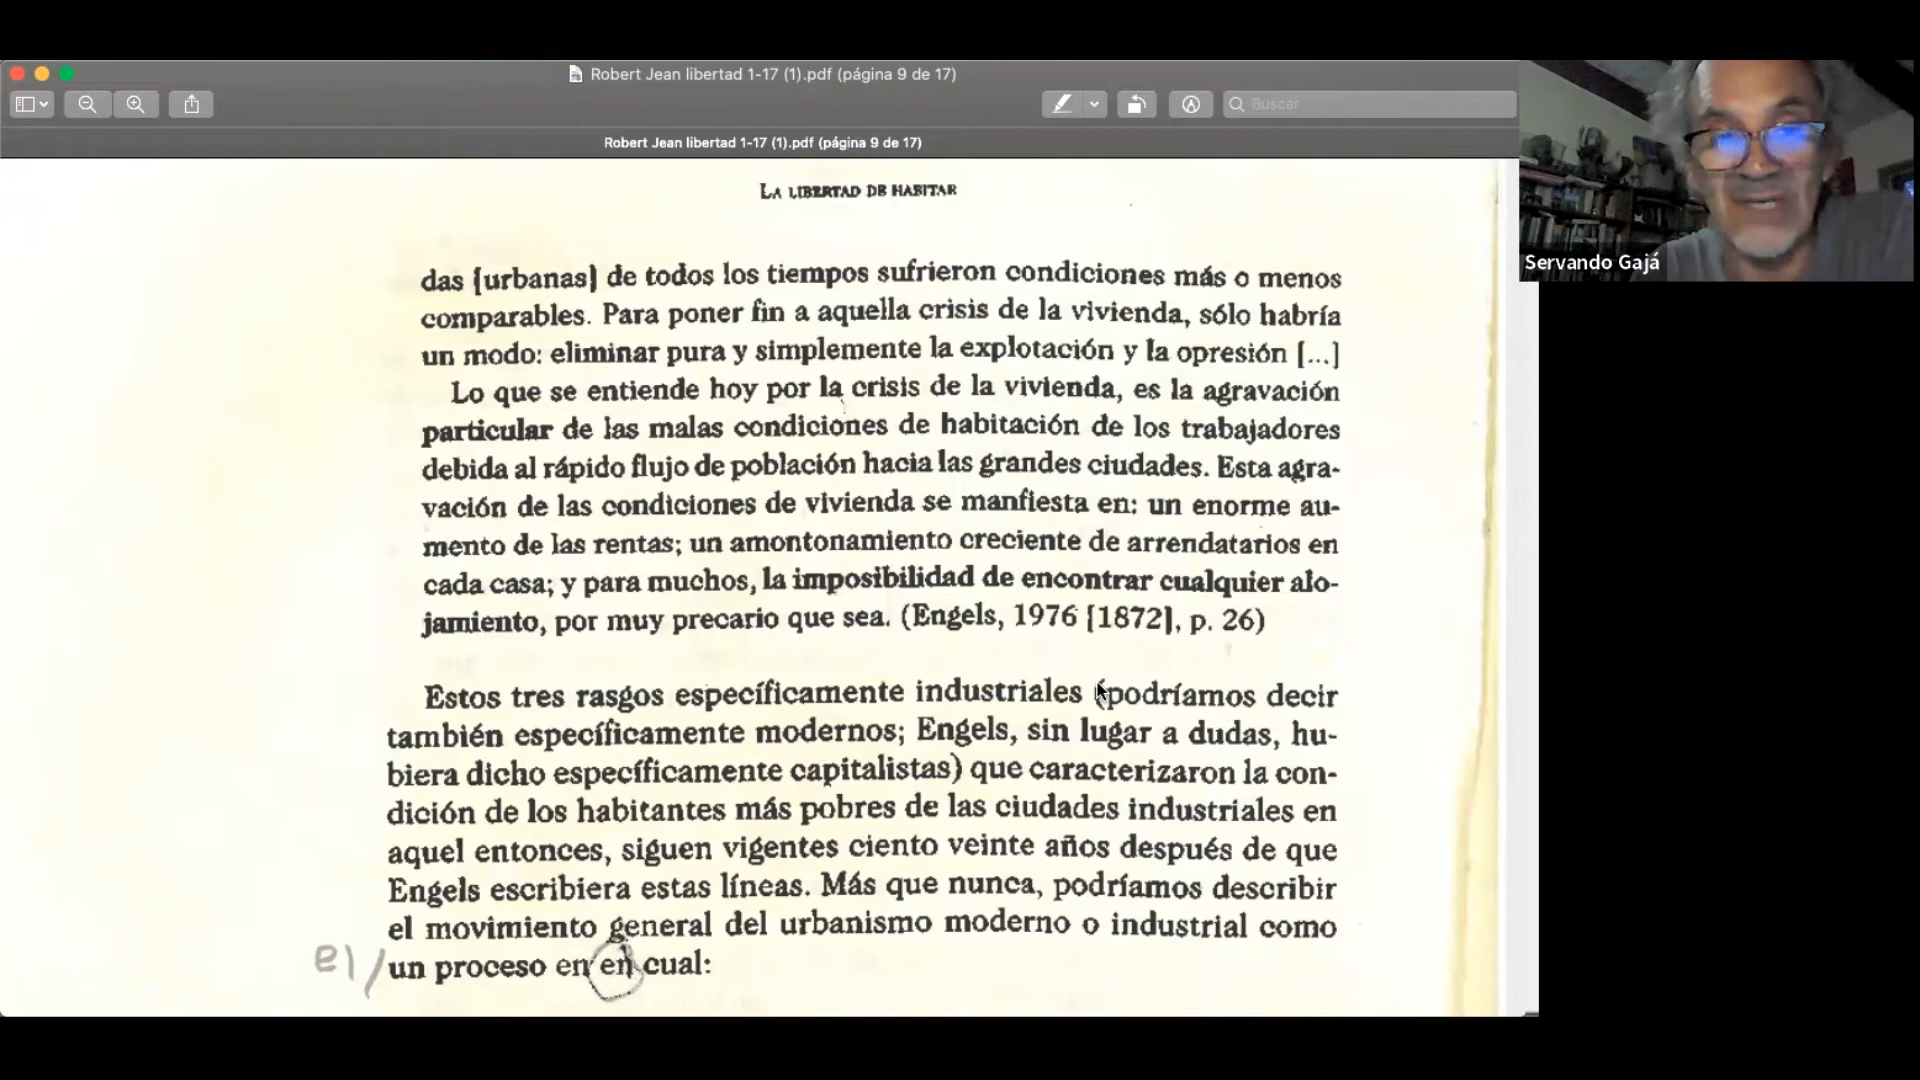 Robert Jean libertad 1-17 (1).pdf (página 9 de 17)
Buscar
Robert Jean libertad 1-17 (1).pdf (página 9 de 17)
Servando Gajá
LA LIBERTAD DE HABITAR
das [urbanas] de todos los tiempos sufrieron condiciones más o menos
comparables. Para poner fin a aquella crisis de la vivienda, sólo habría
un modo: eliminar pura y simplemente la explotación y la opresión [...]
Lo que se entiende hoy por la crisis de la vivienda, es la agravación
particular de las malas condiciones de habitación de los trabajadores
debida al rápido flujo de población hacia las grandes ciudades. Esta agra-
vación de las condiciones de vivienda se manfiesta en: un enorme au-
mento de las rentas; un amontonamiento creciente de arrendatarios en
cada casa; y para muchos, la imposibilidad de encontrar cualquier alo-
jamiento, por muy precario que sea. (Engels, 1976 [1872], p. 26)
Estos tres rasgos específicamente industriales (podríamos decir
también específicamente modernos; Engels, sin lugar a dudas, hu-
biera dicho específicamente capitalistas) que caracterizaron la con-
dición de los habitantes más pobres de las ciudades industriales en
aquel entonces, siguen vigentes ciento veinte años después de que
Engels escribiera estas líneas. Más que nunca, podríamos describir
el movimiento general del urbanismo moderno o industrial como
el/ un proceso en en cual: